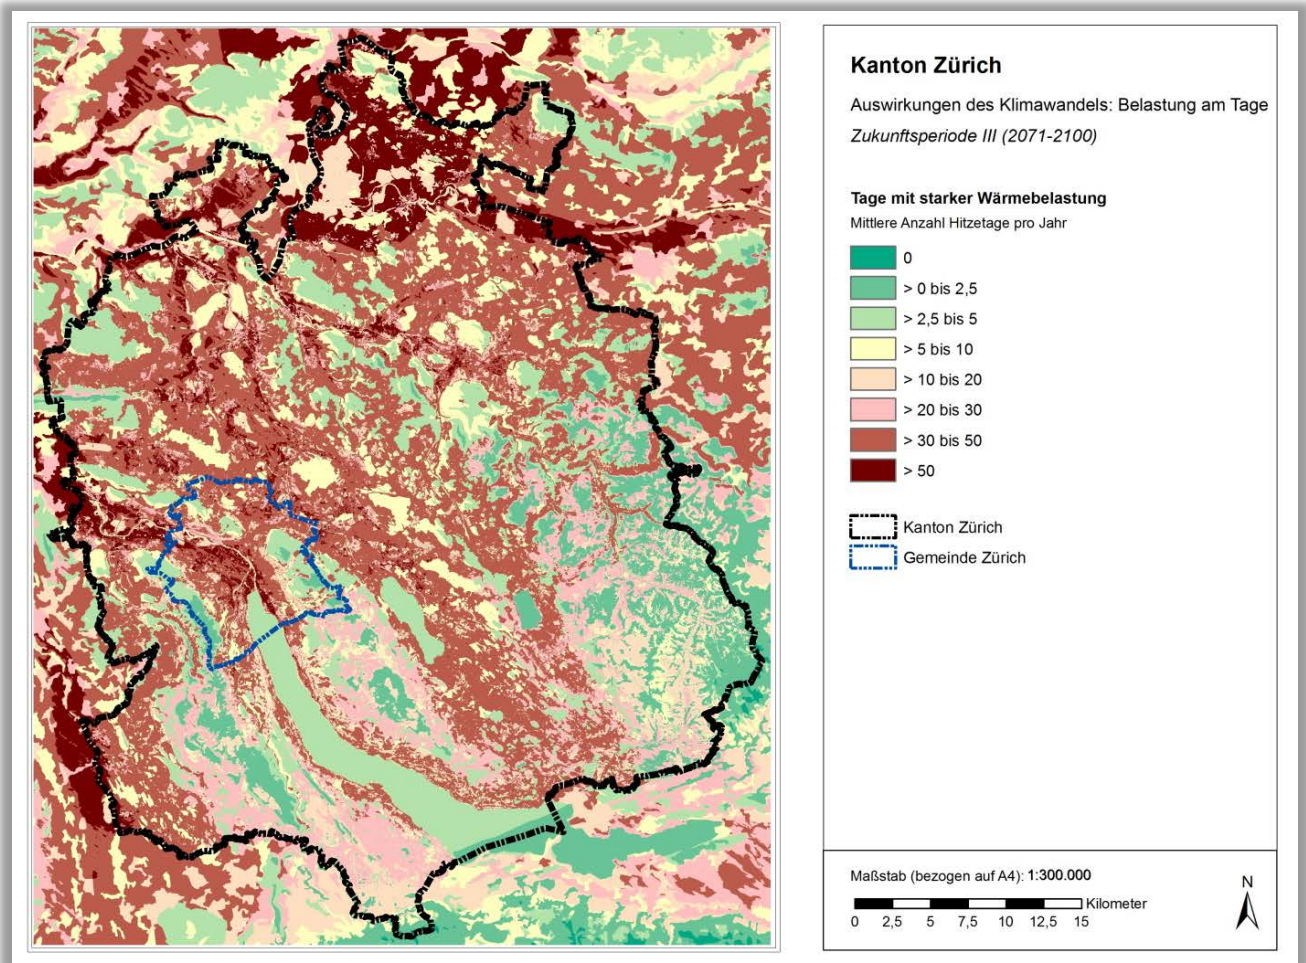 Kanton Zürich
Auswirkungen des Klimawandels: Belastung am Tage
Zukunftsperiode III (2071-2100)
Tage mit starker Wärmebelastung
Mittlere Anzahl Hitzetage pro Jahr
0
> 0 bis 2,5
> 2,5 bis 5
> 5 bis 10
> 10 bis 20
> 20 bis 30
> 30 bis 50
> 50
Kanton Zürich
Gemeinde Zürich
Maßstab (bezogen auf A4): 1:300.000
N
Kilometer
0 2,5 5 7,5 10 12,5 15